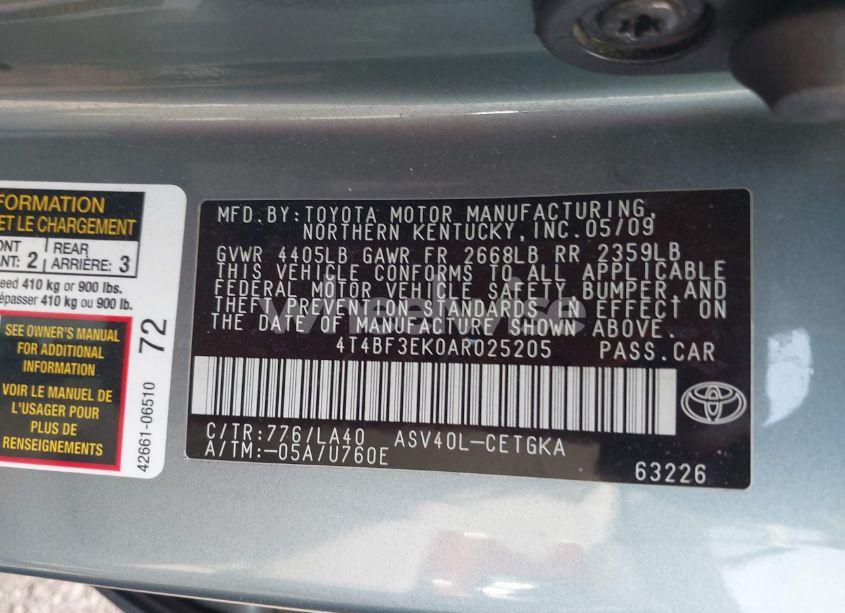 FORMATION
ET LE CHARGEMENT
REAR
ANT: 2 ARRIÈRE: 3
eed 410 kg or 900 lbs.
épasser 410 kg ou 900 lb.
SEE OWNER'S MANUAL
FOR ADDITIONAL
INFORMATION
VOIR LE MANUEL DE
L'USAGER POUR
PLUS DE
RENSEIGNEMENTS
72
42661-06510
MFD.BY:TOYOTA MOTOR MANUFACTURING,
NORTHERN KENTUCKY, INC.05/09
GVWR 4405LB GAWR FR 2668LB RR 2359LB
THIS VEHICLE CONFORMS TO ALL APPLICABLE
FEDERAL MOTOR VEHICLE SAFETY, BUMPER,AND
THEFT PREVENTION STANDARDS IN EFFECT ON
THE DATE OF MANUFACTURE SHOWN ABOVE.
4T4BF3EK0AR025205 PASS.CAR
C/TR:776/LA40 ASV40L-CETGKA
A/TM:-05A/U760E
63226